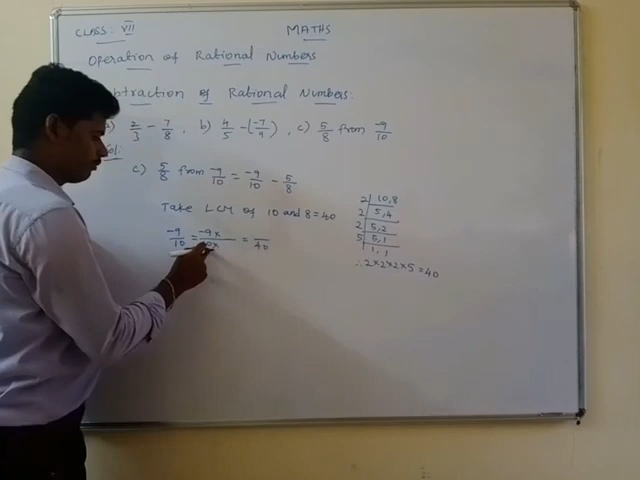 CLASS: VII MATHS
Operation of Rational Numbers
btraction of Rational Numbers:
) 2/3 - 7/8 , b) 4/5 - (-7/9) , c) 5/8 from -9/10
ol:
c) 5/8 from -9/10 = -9/10 - 5/8
Take LCM of 10 and 8 = 40
-9/10 = -9x/10x = /40
2 | 10, 8
2 | 5, 4
2 | 5, 2
5 | 5, 1
1, 1
∴ 2×2×2×5 = 40